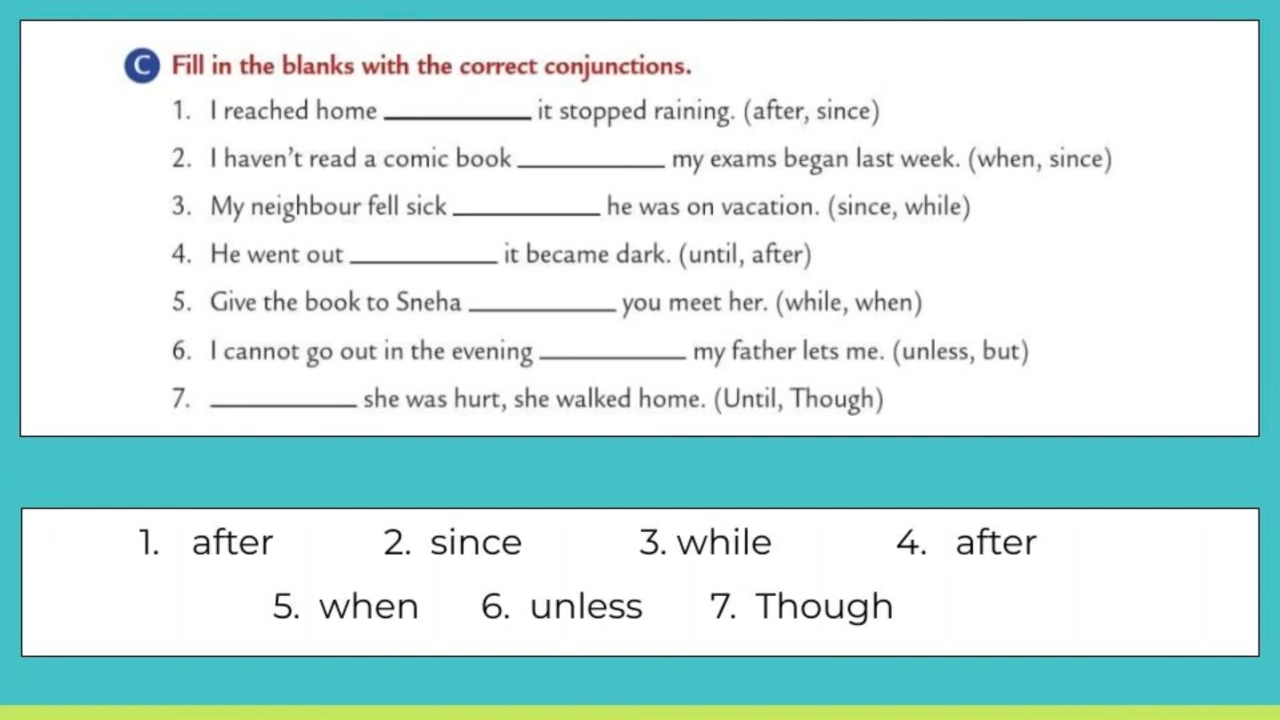 C Fill in the blanks with the correct conjunctions.
1. I reached home __________ it stopped raining. (after, since)
2. I haven’t read a comic book __________ my exams began last week. (when, since)
3. My neighbour fell sick __________ he was on vacation. (since, while)
4. He went out __________ it became dark. (until, after)
5. Give the book to Sneha __________ you meet her. (while, when)
6. I cannot go out in the evening __________ my father lets me. (unless, but)
7. __________ she was hurt, she walked home. (Until, Though)
1. after 2. since 3. while 4. after
5. when 6. unless 7. Though